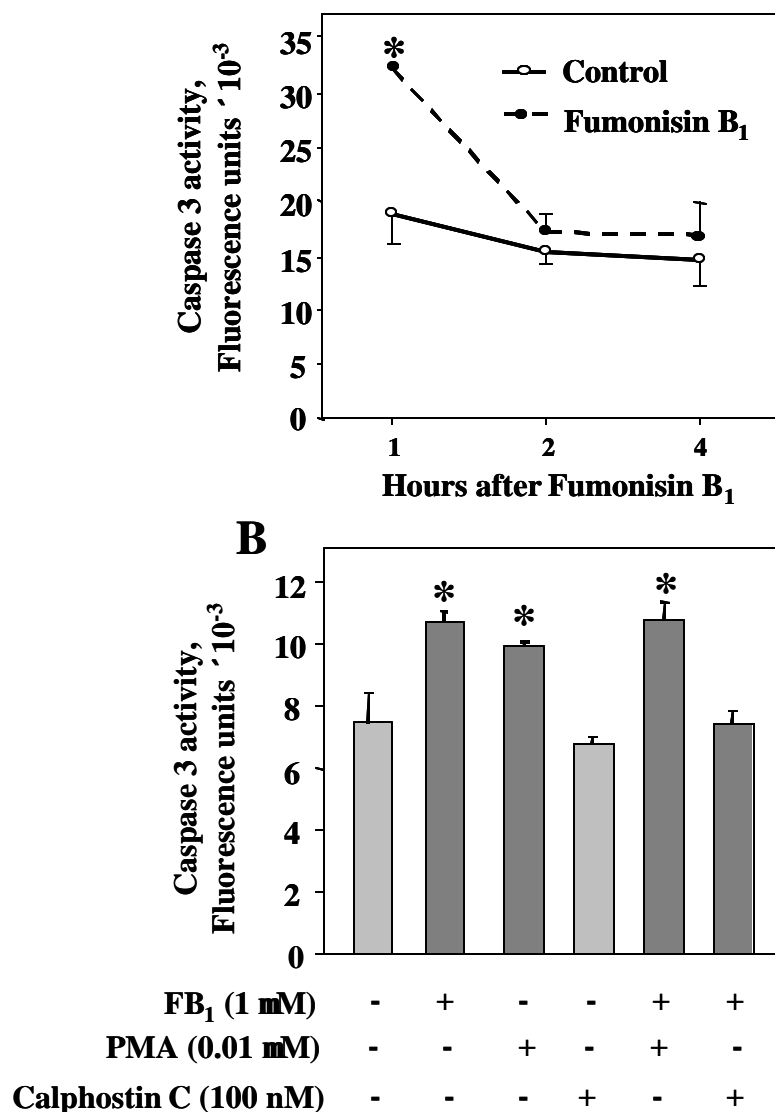 Caspase 3 activity,
Fluorescence units ´10-3
35
30
25
20
15
10
5
0
*
Control
Fumonisin B1
1 2 4
Hours after Fumonisin B1
B
Caspase 3 activity,
Fluorescence units ´10-3
12
10
8
6
4
2
0
* * *
FB1 (1 mM) - + - - + +
PMA (0.01 mM) - - + - + -
Calphostin C (100 nM) - - - + - +